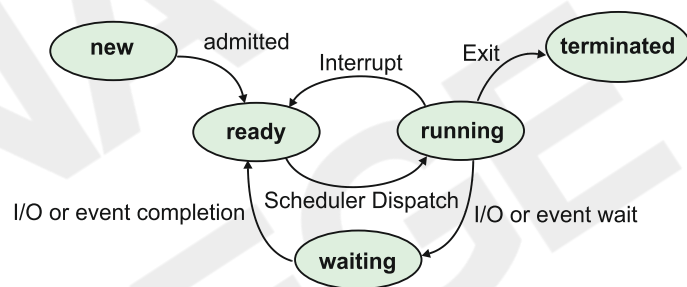 new
admitted
Exit
terminated
Interrupt
ready
running
Scheduler Dispatch
I/O or event completion
I/O or event wait
waiting